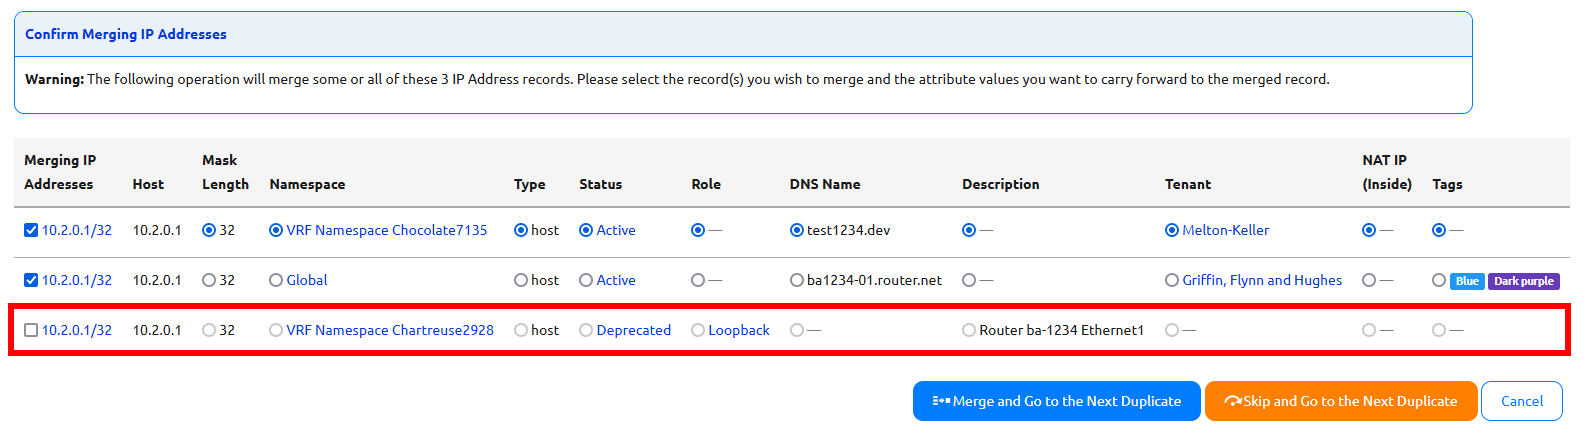 Confirm Merging IP Addresses
Warning: The following operation will merge some or all of these 3 IP Address records. Please select the record(s) you wish to merge and the attribute values you want to carry forward to the merged record.
Merging IP Addresses Host Mask Length Namespace Type Status Role DNS Name Description Tenant NAT IP (Inside) Tags
10.2.0.1/32 10.2.0.1 32 VRF Namespace Chocolate7135 host Active — test1234.dev — Melton-Keller — —
10.2.0.1/32 10.2.0.1 32 Global host Active — ba1234-01.router.net — Griffin, Flynn and Hughes — Blue Dark purple
10.2.0.1/32 10.2.0.1 32 VRF Namespace Chartreuse2928 host Deprecated Loopback — Router ba-1234 Ethernet1 — — —
Merge and Go to the Next Duplicate Skip and Go to the Next Duplicate Cancel